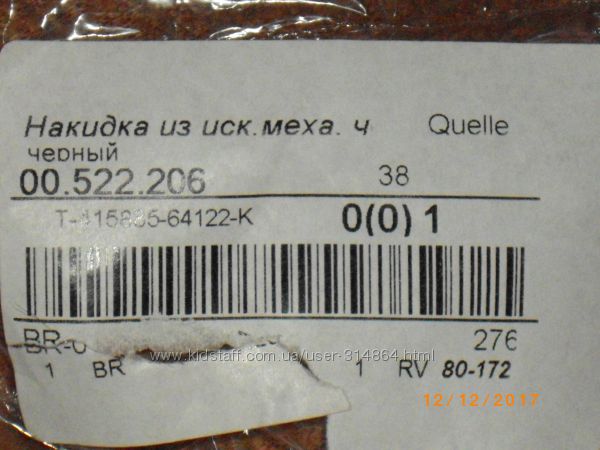 Накидка из иск.меха. ч Quelle
черный
00.522.206 38
0(0) 1
276
www.kidstaff.com.ua/user-314864.html
1 BR 1 RV 80-172
12/12/2017